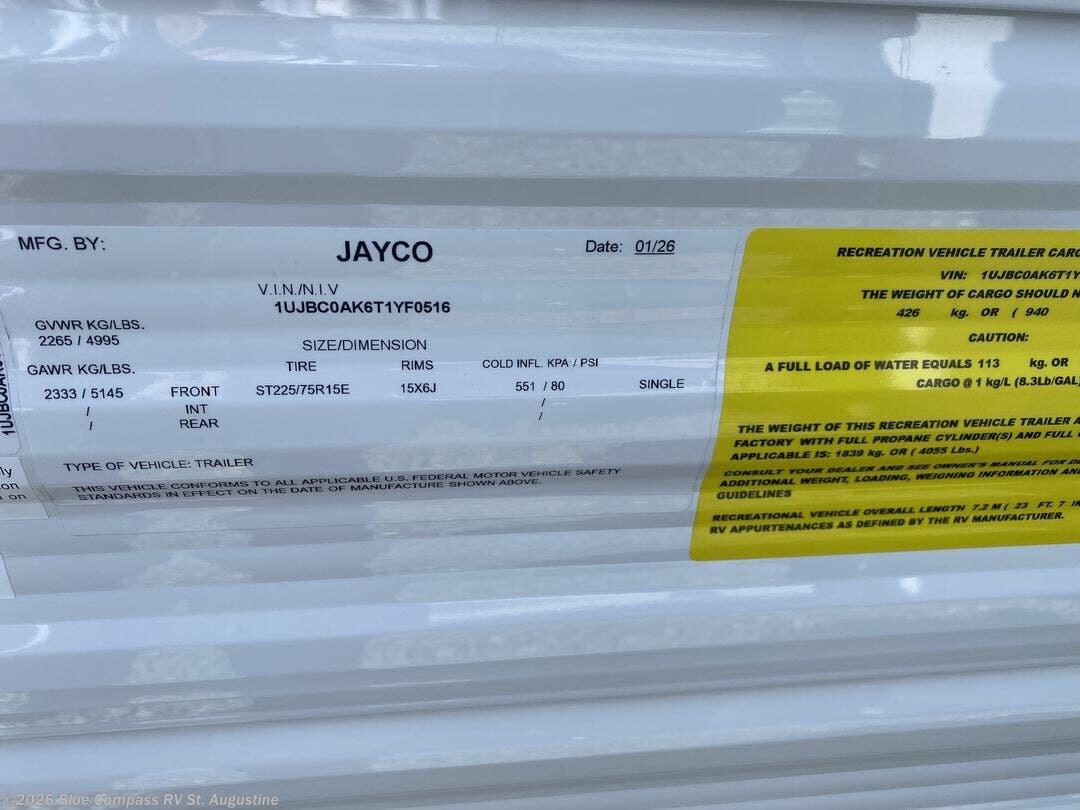 MFG. BY:
JAYCO
Date: 01/26
V.I.N./N.I.V
1UJBC0AK6T1YF0516
GVWR KG/LBS.
2265 / 4995
SIZE/DIMENSION
GAWR KG/LBS.
TIRE
RIMS
COLD INFL. KPA / PSI
2333 / 5145 FRONT ST225/75R15E 15X6J 551 / 80 SINGLE
/ INT /
/ REAR /
TYPE OF VEHICLE: TRAILER
THIS VEHICLE CONFORMS TO ALL APPLICABLE U.S. FEDERAL MOTOR VEHICLE SAFETY
STANDARDS IN EFFECT ON THE DATE OF MANUFACTURE SHOWN ABOVE.
RECREATION VEHICLE TRAILER
VIN: 1UJBC0AK6T1Y
THE WEIGHT OF CARGO SHOULD
426 kg. OR ( 940
CAUTION:
A FULL LOAD OF WATER EQUALS 113 kg. OR
CARGO @ 1 kg/L (8.3Lb/GAL)
THE WEIGHT OF THIS RECREATION VEHICLE TRAILER
FACTORY WITH FULL PROPANE CYLINDER(S) AND FULL
APPLICABLE IS: 1839 kg. OR ( 4055 Lbs.)
CONSULT YOUR DEALER AND SEE OWNER'S MANUAL FOR
ADDITIONAL WEIGHT, LOADING, WEIGHING INFORMATION
GUIDELINES
RECREATIONAL VEHICLE OVERALL LENGTH 7.2 M ( 23 FT. 7
RV APPURTENANCES AS DEFINED BY THE RV MANUFACTURER.
©2026 Blue Compass RV St. Augustine